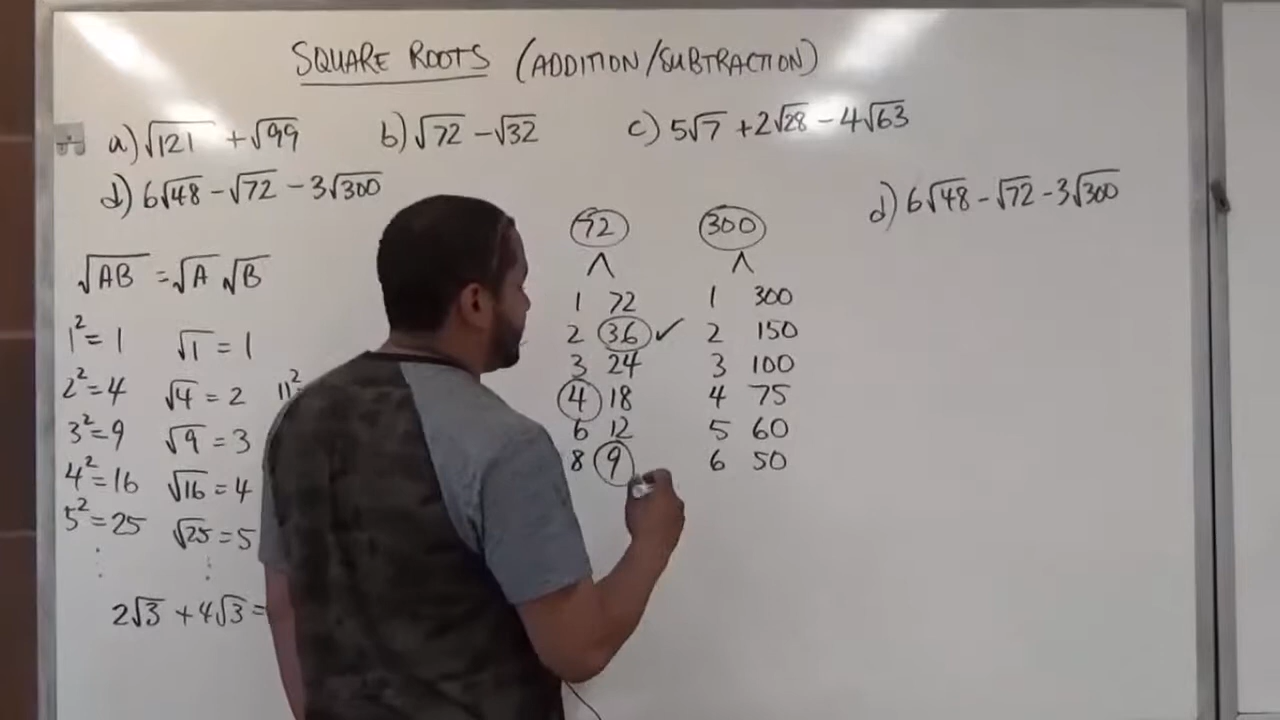 SQUARE ROOTS (ADDITION/SUBTRACTION)
a) √121 + √99
b) √72 - √32
c) 5√7 + 2√28 - 4√63
d) 6√48 - √72 - 3√300
d) 6√48 - √72 - 3√300
√AB = √A √B
1² = 1
√1 = 1
2² = 4
√4 = 2
11²
3² = 9
√9 = 3
4² = 16
√16 = 4
5² = 25
√25 = 5
2√3 + 4√3 =
72
1 72
2 36 ✓
3 24
4 18
6 12
8 9
300
1 300
2 150
3 100
4 75
5 60
6 50